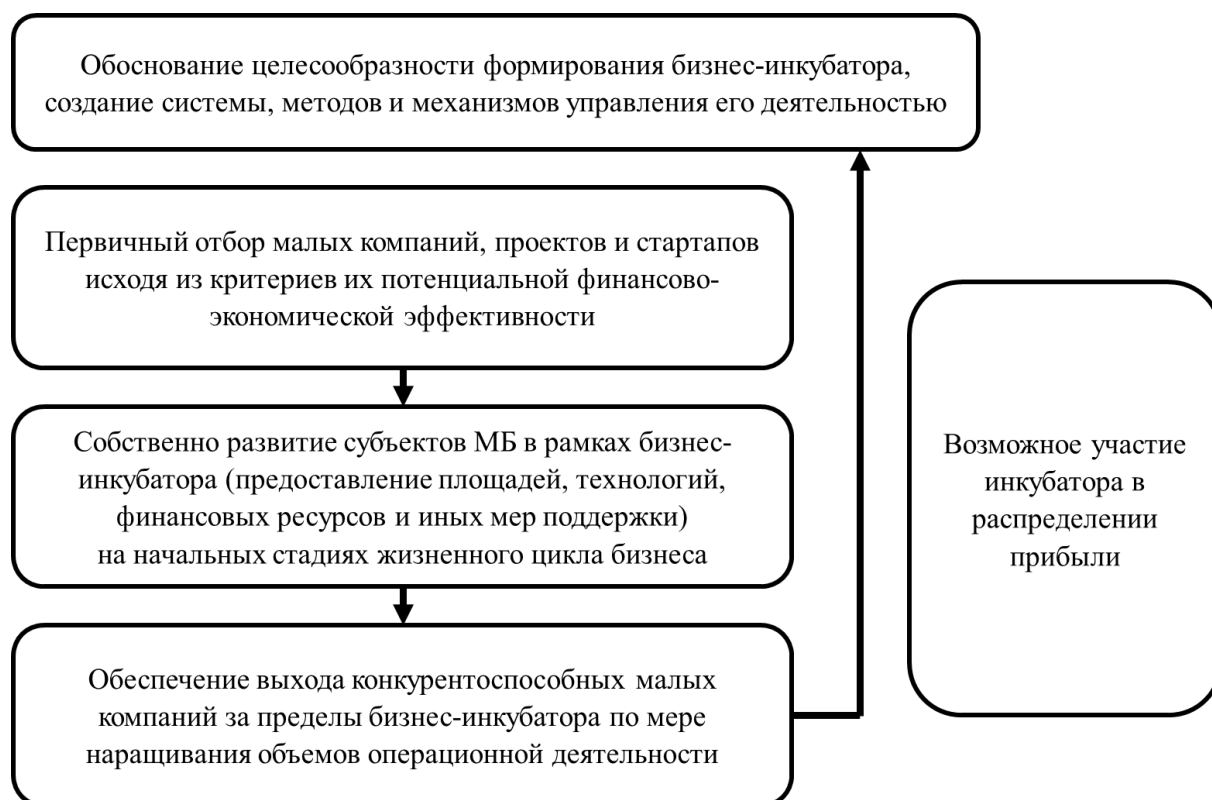 Обоснование целесообразности формирования бизнес-инкубатора,
создание системы, методов и механизмов управления его деятельностью
Первичный отбор малых компаний, проектов и стартапов
исходя из критериев их потенциальной финансово-
экономической эффективности
Собственно развитие субъектов МБ в рамках бизнес-
инкубатора (предоставление площадей, технологий,
финансовых ресурсов и иных мер поддержки)
на начальных стадиях жизненного цикла бизнеса
Обеспечение выхода конкурентоспособных малых
компаний за пределы бизнес-инкубатора по мере
наращивания объемов операционной деятельности
Возможное участие
инкубатора в
распределении
прибыли